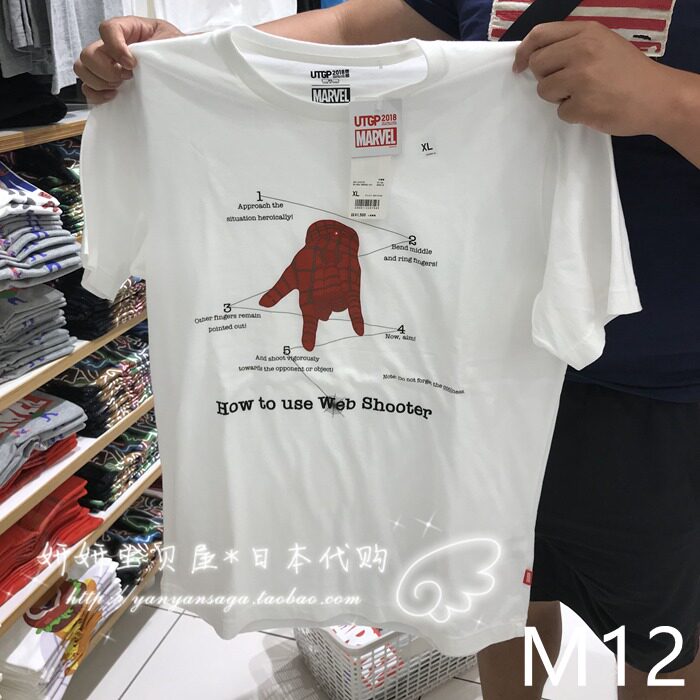 UTGP 2018
MARVEL
UTGP 2018
MARVEL
XL
XL
1
Approach the
situation heroically!
2
Bend middle
and ring fingers!
3
Other fingers remain
pointed out!
4
Now, aim!
5
And shoot vigorously
towards the opponent or object!
Note: Do not forget the coolness.
How to use Web Shooter
妍妍宝贝屋*日本代购
http://yanyansaga.taobao.com
M12